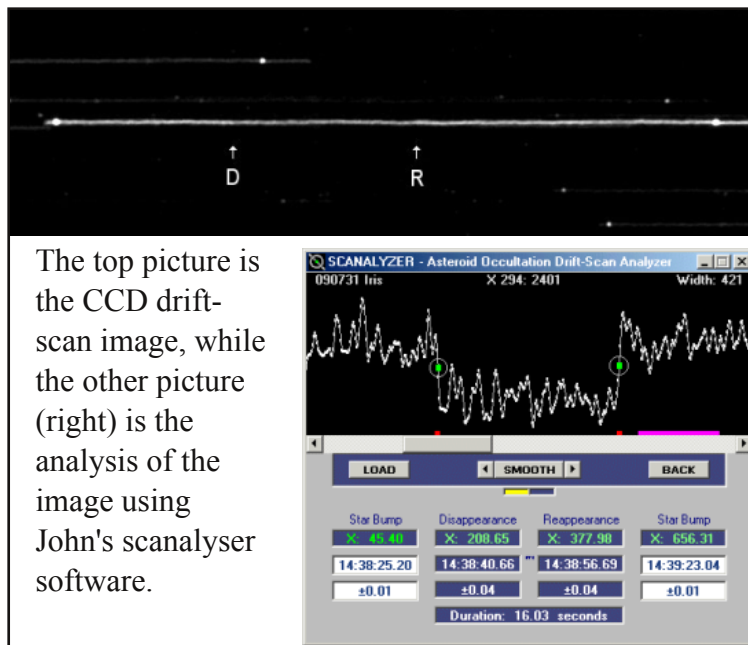 D R
The top picture is
the CCD drift-
scan image, while
the other picture
(right) is the
analysis of the
image using
John's scanalyser
software.
SCANALYZER - Asteroid Occultation Drift-Scan Analyzer
090731 Iris X 294: 2401 Width: 421
LOAD SMOOTH BACK
Star Bump Disappearance Reappearance Star Bump
X: 45.40 X: 208.65 X: 377.98 X: 656.31
14:38:25.20 14:38:40.66 14:38:56.69 14:39:23.04
±0.01 ±0.04 ±0.04 ±0.01
Duration: 16.03 seconds